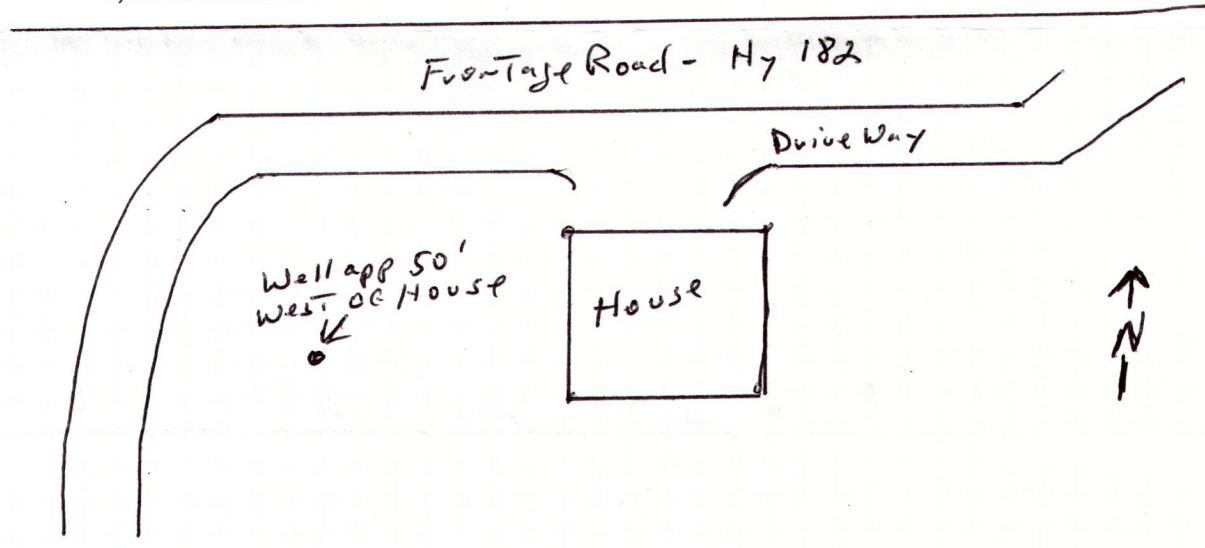 Frontage Road - Hy 182
Drive Way
Well app 50'
West of House
House
N